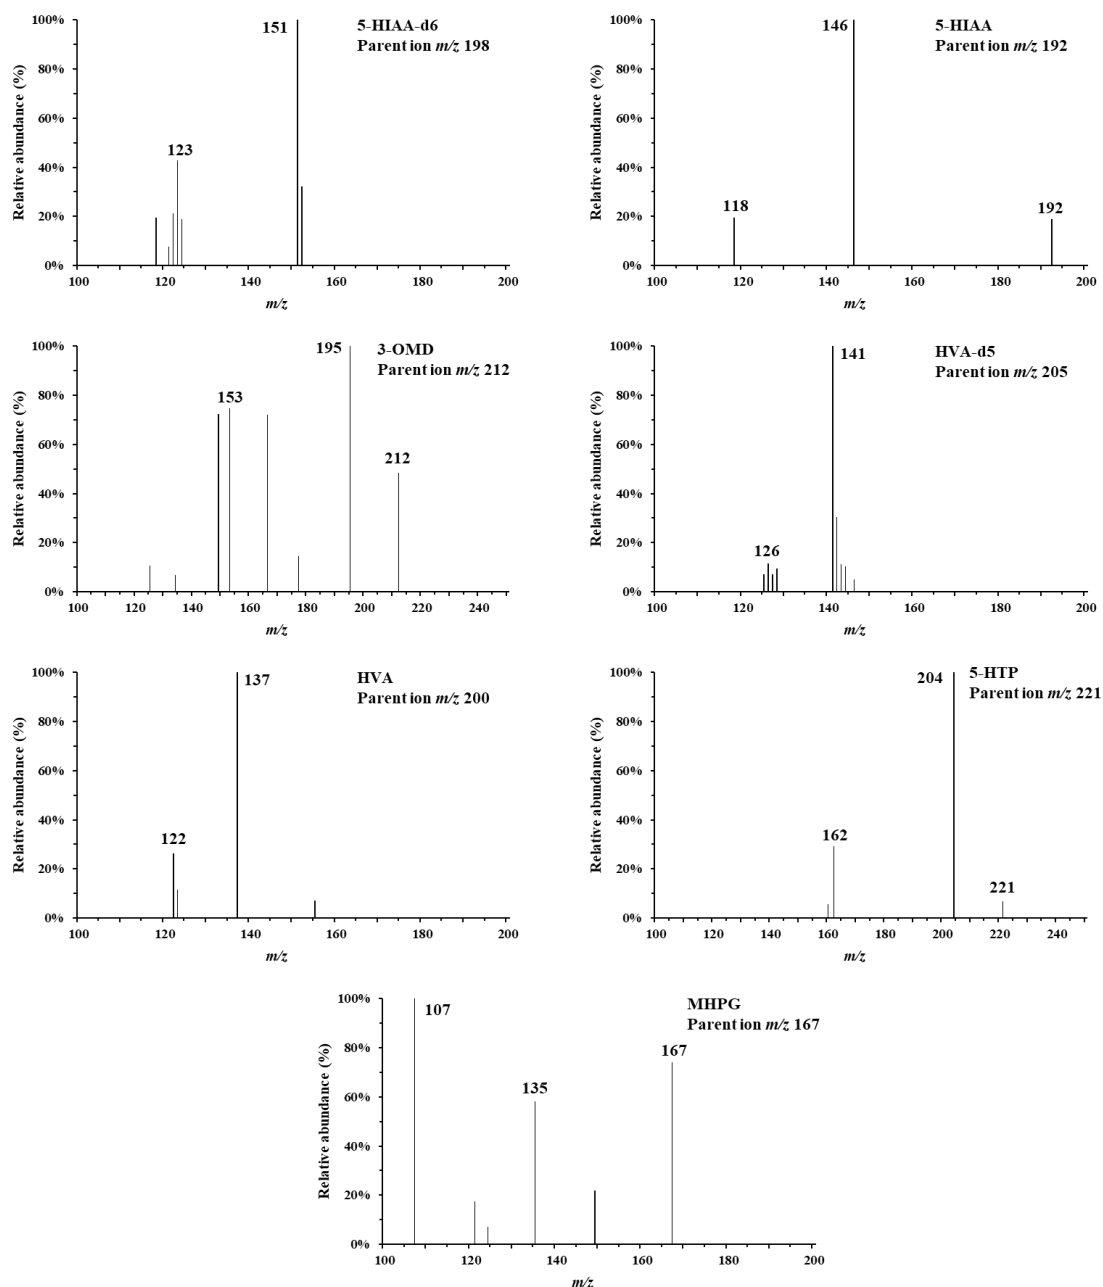 5-HIAA-d6
Parent ion m/z 198
151
123
Relative abundance (%)
100%
80%
60%
40%
20%
0%
100 120 140 160 180 200
m/z
5-HIAA
Parent ion m/z 192
146
118
192
Relative abundance (%)
100%
80%
60%
40%
20%
0%
100 120 140 160 180 200
m/z
3-OMD
Parent ion m/z 212
195
153
212
Relative abundance (%)
100%
80%
60%
40%
20%
0%
100 120 140 160 180 200 220 240
m/z
HVA-d5
Parent ion m/z 205
141
126
Relative abundance (%)
100%
80%
60%
40%
20%
0%
100 120 140 160 180 200
m/z
HVA
Parent ion m/z 200
137
122
Relative abundance (%)
100%
80%
60%
40%
20%
0%
100 120 140 160 180 200
m/z
5-HTP
Parent ion m/z 221
204
162
221
Relative abundance (%)
100%
80%
60%
40%
20%
0%
100 120 140 160 180 200 220 240
m/z
MHPG
Parent ion m/z 167
107
135
167
Relative abundance (%)
100%
80%
60%
40%
20%
0%
100 120 140 160 180 200
m/z